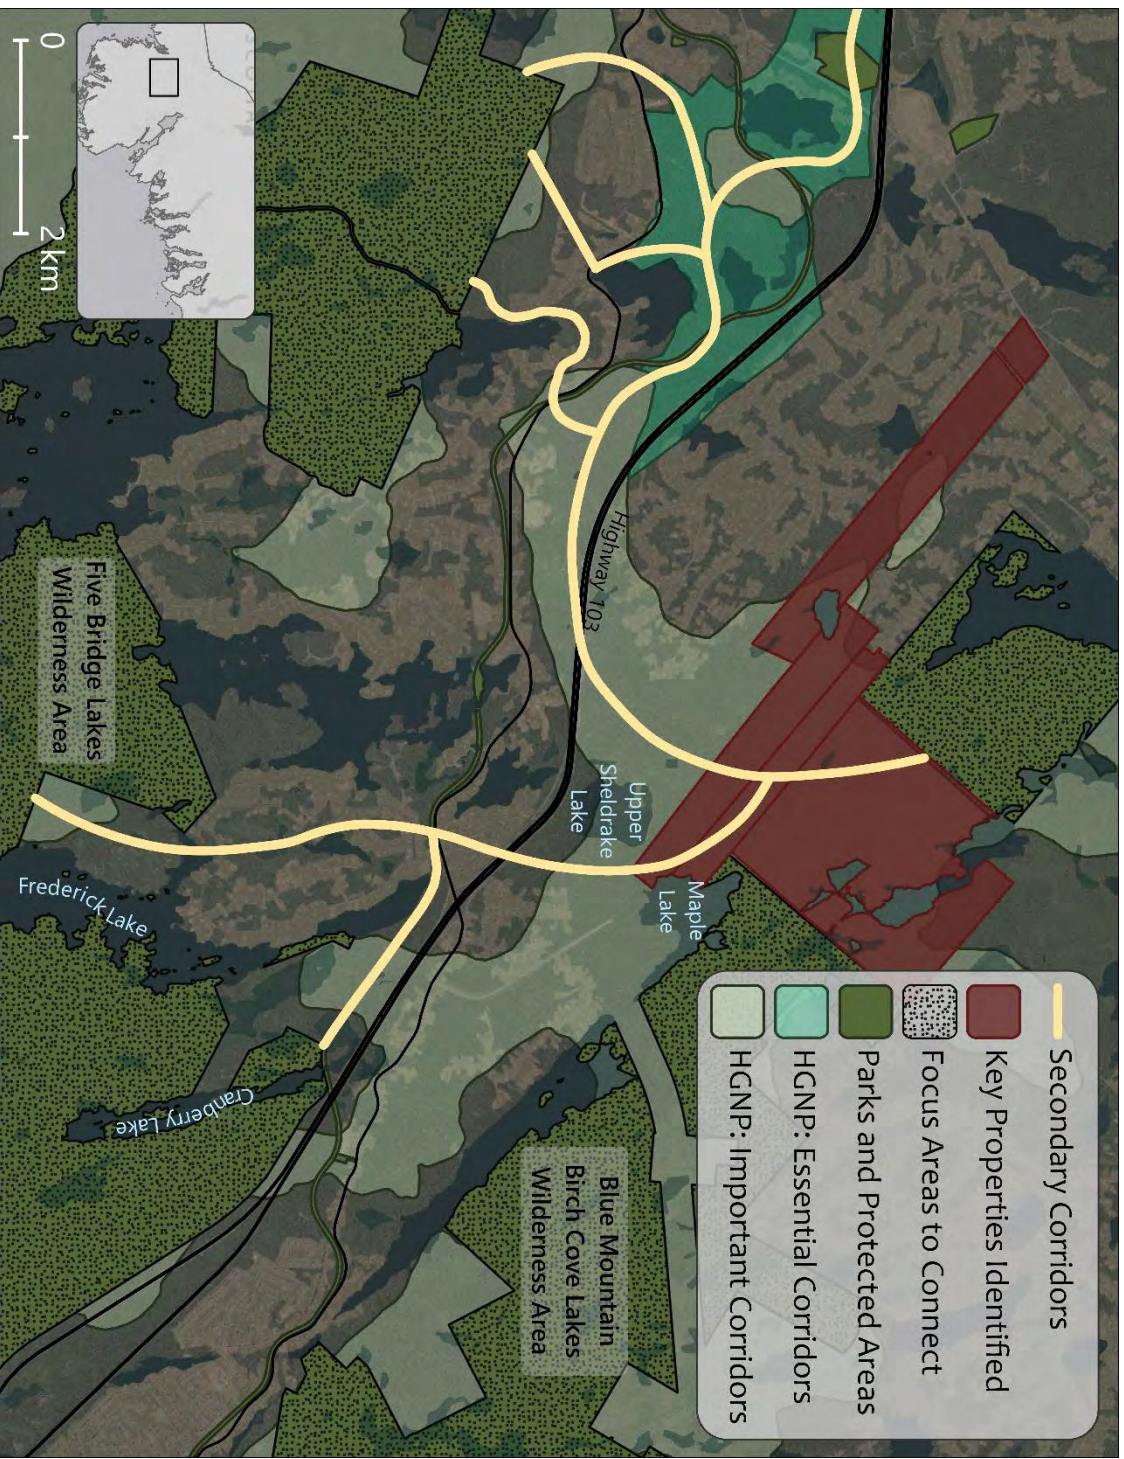 Secondary Corridors
Key Properties Identified
Focus Areas to Connect
Parks and Protected Areas
HGNP: Essential Corridors
HGNP: Important Corridors
Highway 103
Upper
Sheldrake
Lake
Maple
Lake
Blue Mountain
Birch Cove Lakes
Wilderness Area
Cranberry Lake
Frederick Lake
Five Bridge Lakes
Wilderness Area
0
2 km